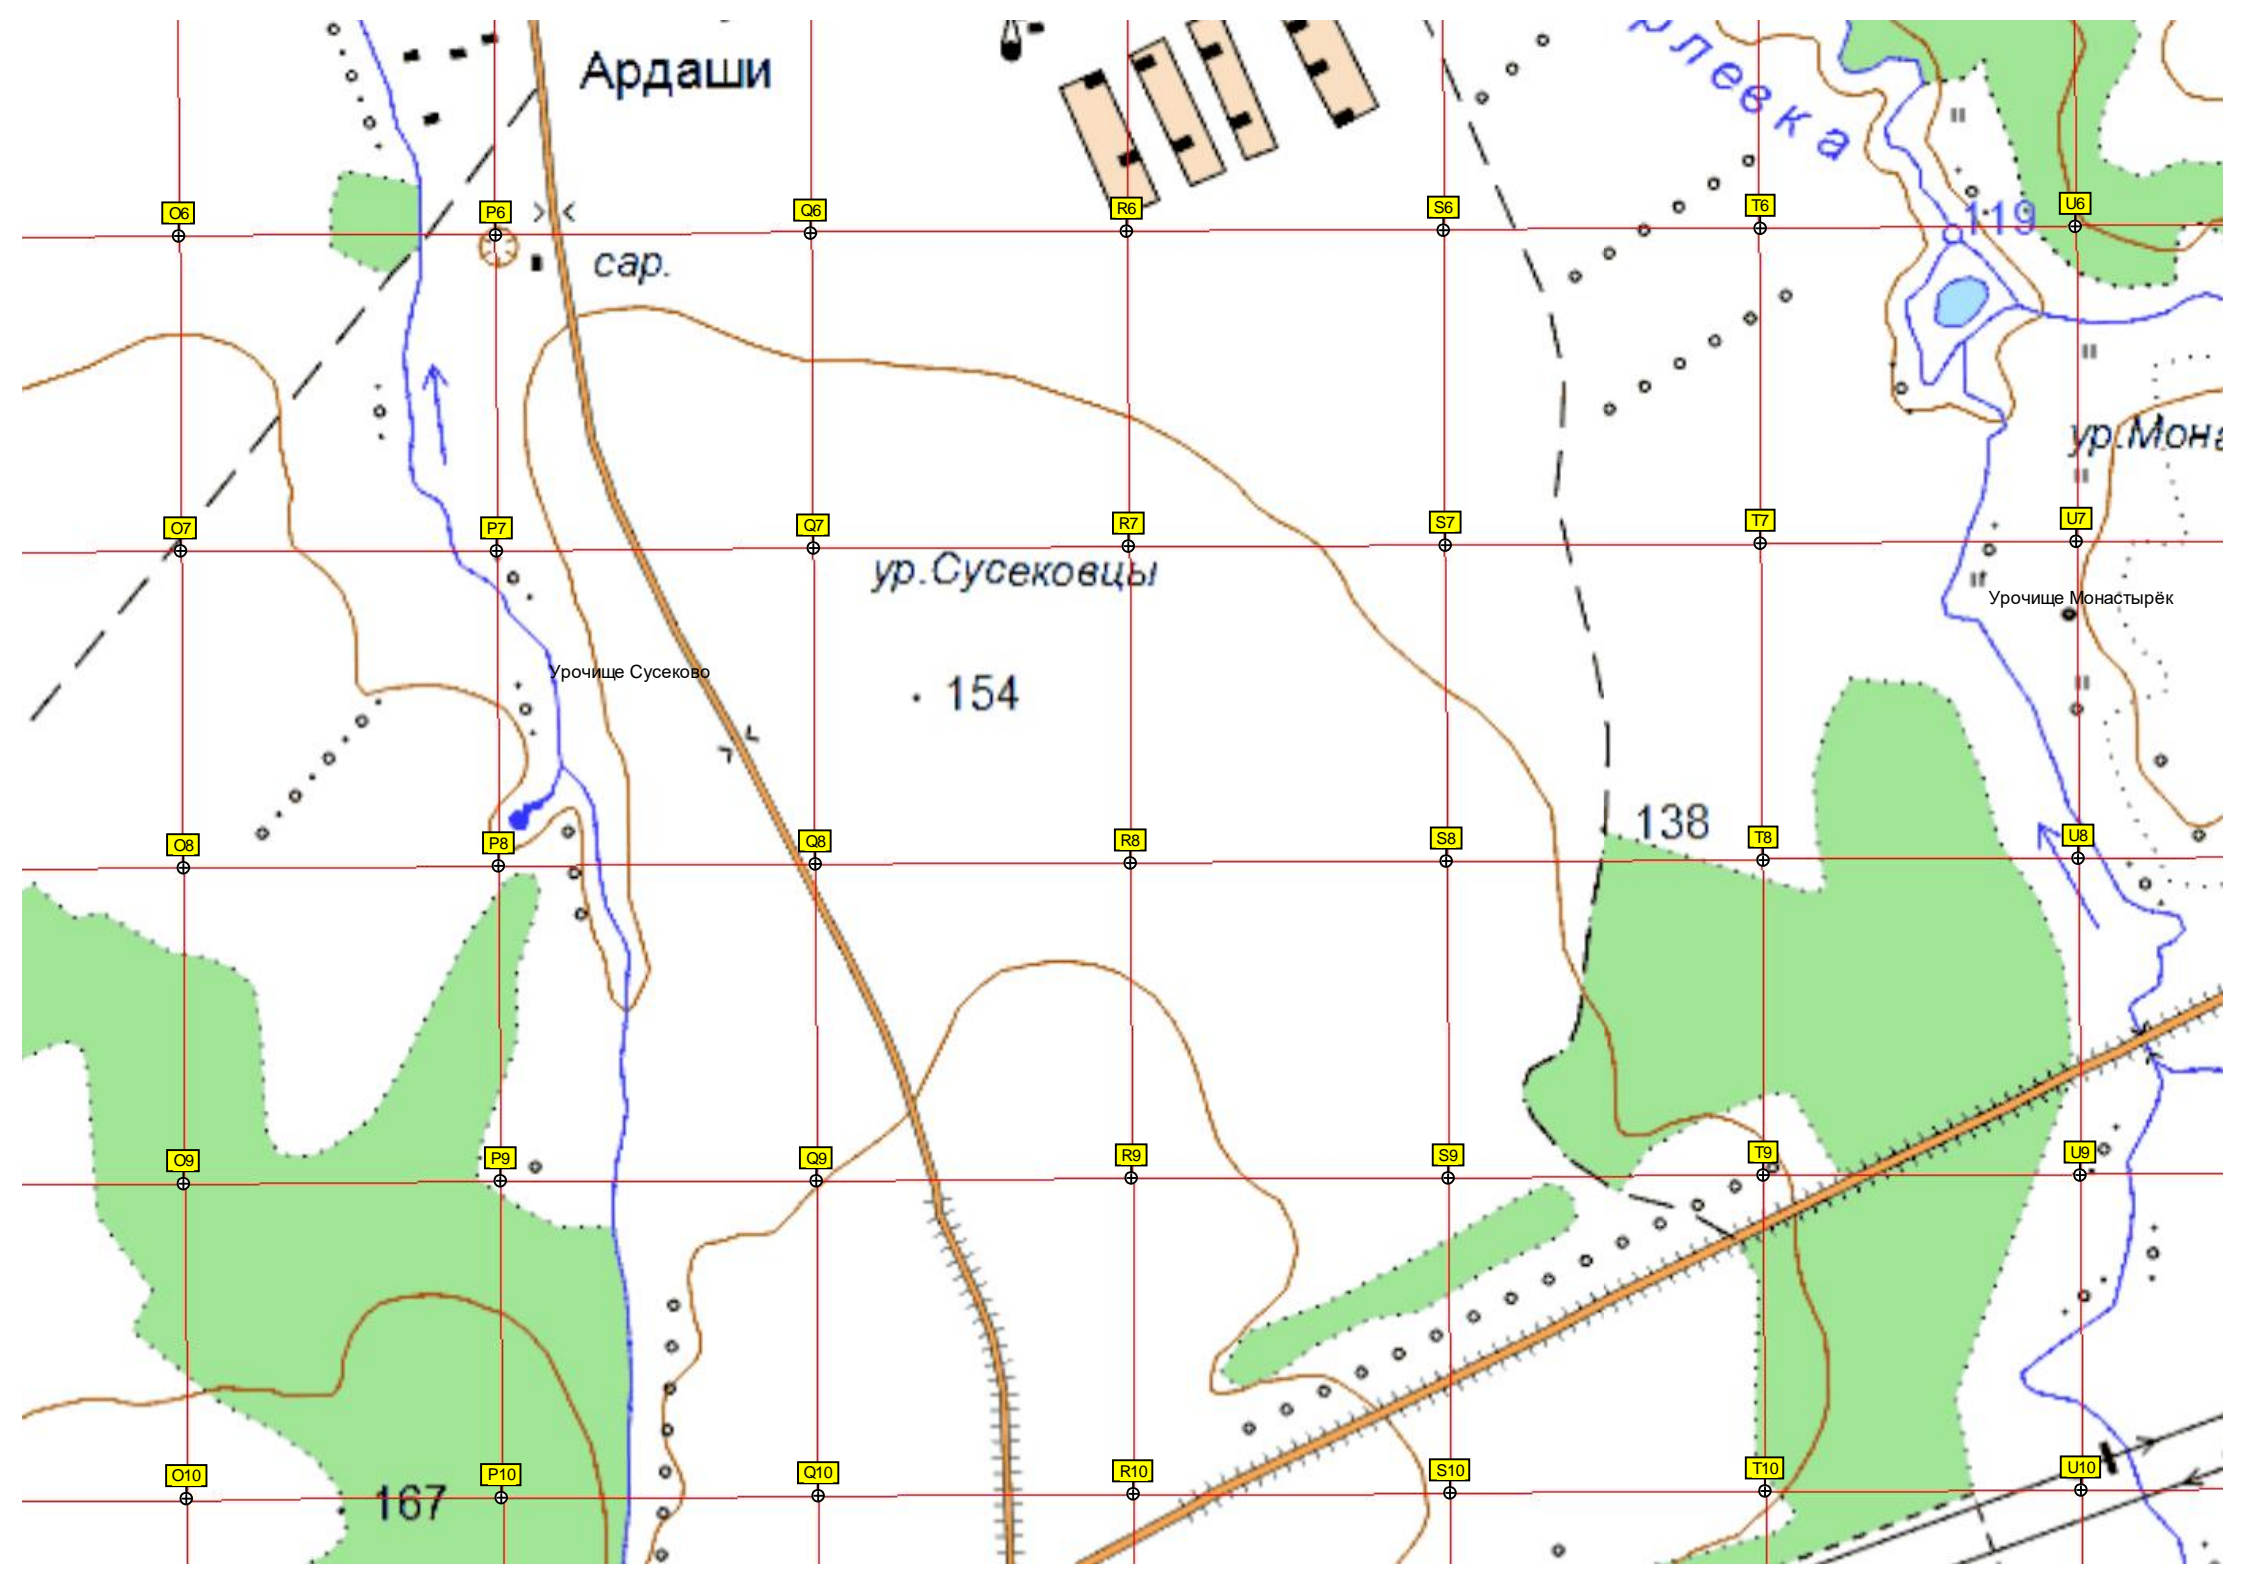 Ардаши
рлевка
O6
P6
Q6
R6
S6
T6
119
U6
сар.
ур.Мона
O7
P7
Q7
R7
S7
T7
U7
ур.Сусековцы
Урочище Монастырёк
Урочище Сусеково
154
138
O8
P8
Q8
R8
S8
T8
U8
O9
P9
Q9
R9
S9
T9
U9
O10
P10
Q10
R10
S10
T10
U10
167